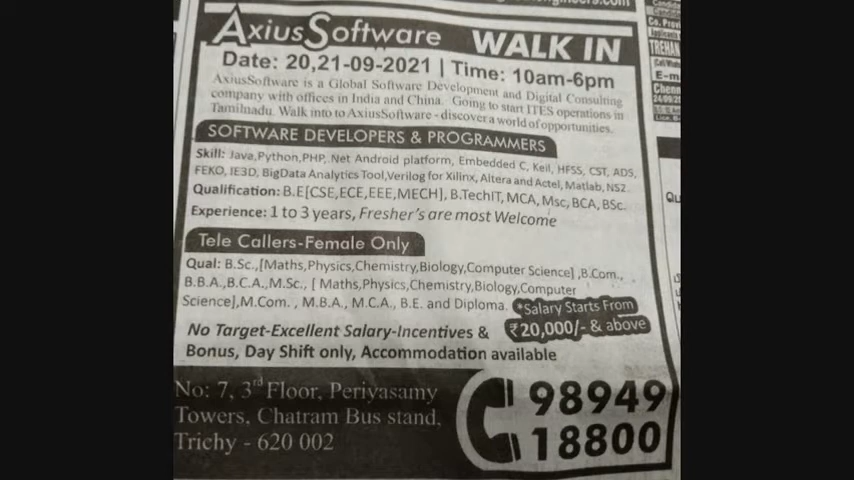 AxiusSoftware WALK IN
Date: 20,21-09-2021 | Time: 10am-6pm
AxiusSoftware is a Global Software Development and Digital Consulting
company with offices in India and China. Going to start ITES operations in
Tamilnadu. Walk into AxiusSoftware - discover a world of opportunities.
SOFTWARE DEVELOPERS & PROGRAMMERS
Skill: Java,Python,PHP,.Net Android platform, Embedded C, Keil, HFSS, CST, ADS,
FEKO, IE3D, BigData Analytics Tool,Verilog for Xilinx, Altera and Actel, Matlab, NS2.
Qualification: B.E[CSE,ECE,EEE,MECH], B.TechIT, MCA, Msc, BCA, BSc.
Experience: 1 to 3 years, Fresher's are most Welcome
Tele Callers-Female Only
Qual: B.Sc.,[Maths,Physics,Chemistry,Biology,Computer Science] ,B.Com.,
B.B.A.,B.C.A.,M.Sc., [ Maths,Physics,Chemistry,Biology,Computer
Science],M.Com. , M.B.A., M.C.A., B.E. and Diploma. *Salary Starts From
₹20,000/- & above
No Target-Excellent Salary-Incentives &
Bonus, Day Shift only, Accommodation available
No: 7, 3rd Floor, Periyasamy
Towers, Chatram Bus stand,
Trichy - 620 002
98949
18800
Co. Provi
TREHAN
E-m
Chenn